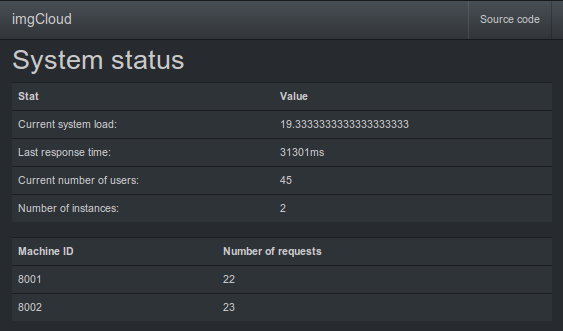 imgCloud Source code
System status
Stat Value
Current system load: 19.3333333333333333333
Last response time: 31301ms
Current number of users: 45
Number of instances: 2
Machine ID Number of requests
8001 22
8002 23